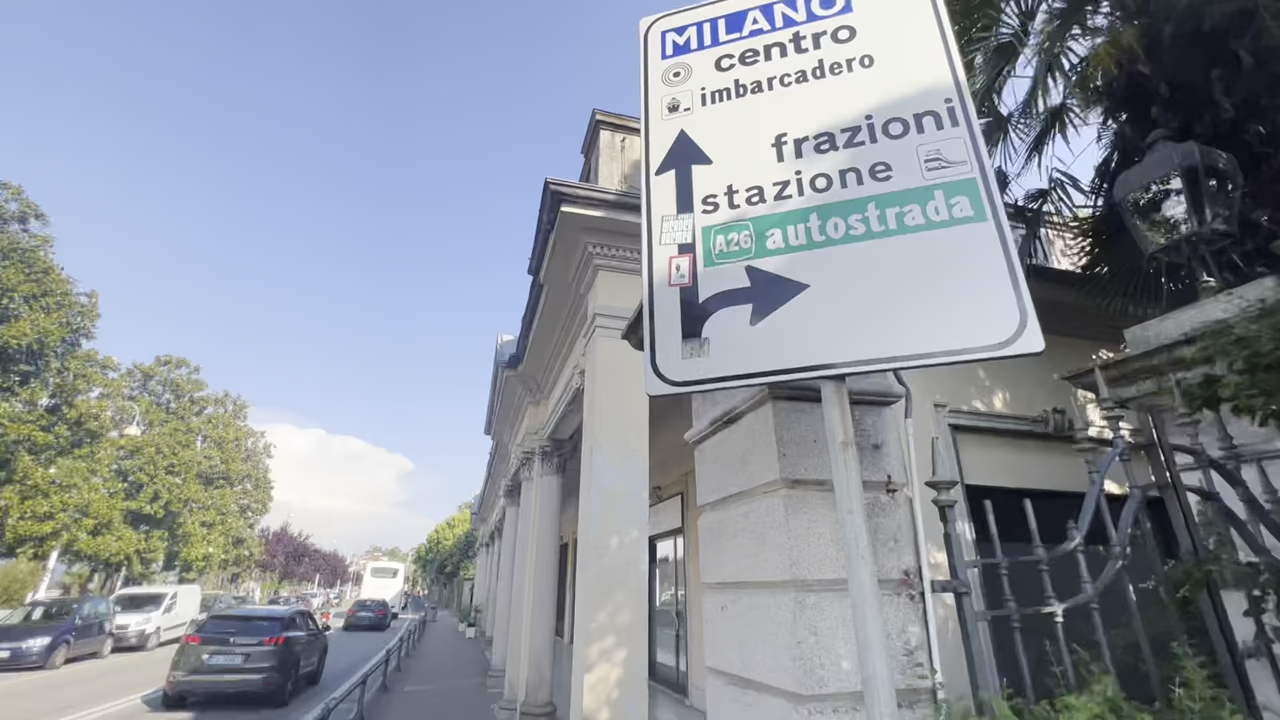 MILANO
centro
imbarcadero
frazioni
stazione
A26 autostrada